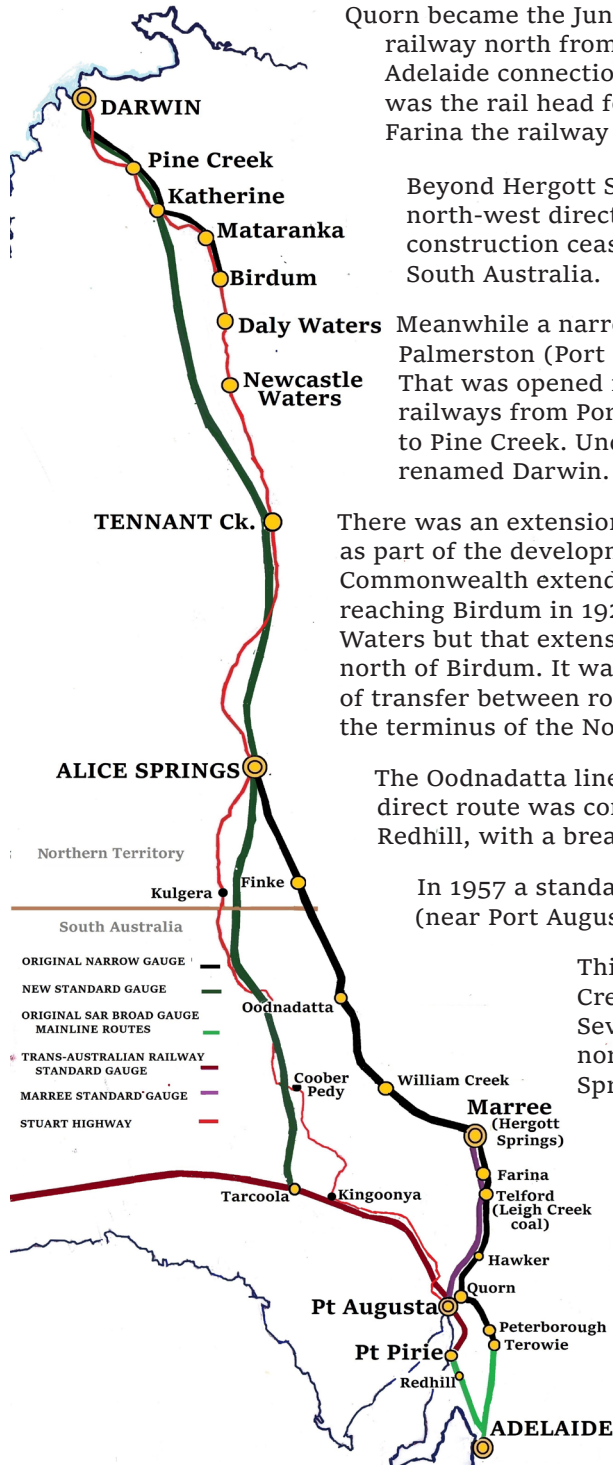 Quorn became the Jun
railway north from
Adelaide connectio
was the rail head fo
Farina the railway
Beyond Hergott S
north-west direct
construction ceas
South Australia.
Meanwhile a narro
Palmerston (Port
That was opened i
railways from Por
to Pine Creek. Und
renamed Darwin.
There was an extension
as part of the developm
Commonwealth extend
reaching Birdum in 192
Waters but that extens
north of Birdum. It wa
of transfer between ro
the terminus of the No
The Oodnadatta line
direct route was con
Redhill, with a brea
In 1957 a standa
(near Port Augus
Thi
Cre
Sev
nor
Spr
DARWIN
Pine Creek
Katherine
Mataranka
Birdum
Daly Waters
Newcastle
Waters
TENNANT Ck.
ALICE SPRINGS
Northern Territory
Kulgera
Finke
South Australia
ORIGINAL NARROW GAUGE
NEW STANDARD GAUGE
ORIGINAL SAR BROAD GAUGE
MAINLINE ROUTES
TRANS-AUSTRALIAN RAILWAY
STANDARD GAUGE
MARREE STANDARD GAUGE
STUART HIGHWAY
Oodnadatta
Coober
Pedy
William Creek
Marree
(Hergott
Springs)
Farina
Telford
(Leigh Creek
coal)
Tarcoola
Kingoonya
Hawker
Quorn
Pt Augusta
Peterborough
Terowie
Pt Pirie
Redhill
ADELAIDE